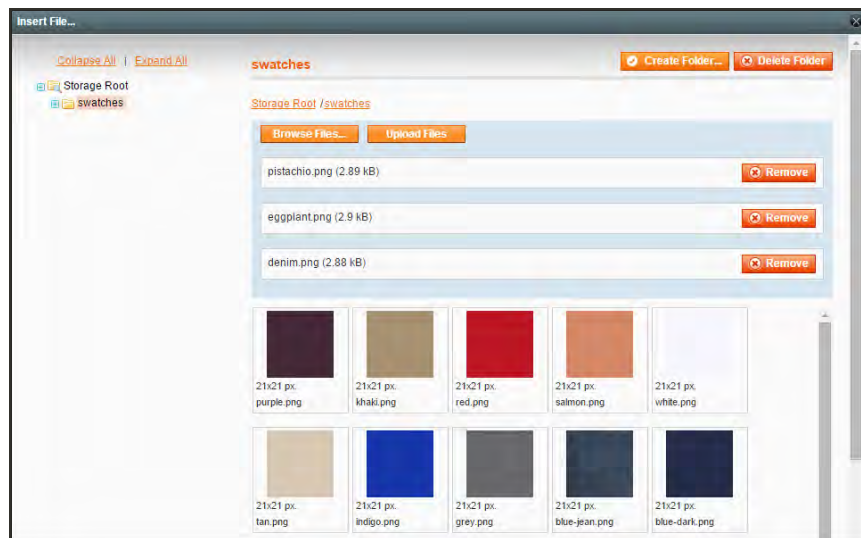 Insert File...
Collapse All | Expand All
swatches
Create Folder...
Delete Folder
Storage Root
swatches
Storage Root / swatches
Browse Files...
Upload Files
pistachio.png (2.89 kB)
Remove
eggplant.png (2.9 kB)
Remove
denim.png (2.88 kB)
Remove
21x21 px. 21x21 px. 21x21 px. 21x21 px. 21x21 px.
purple.png khaki.png red.png salmon.png white.png
21x21 px. 21x21 px. 21x21 px. 21x21 px. 21x21 px.
tan.png indigo.png grey.png blue-jean.png blue-dark.png